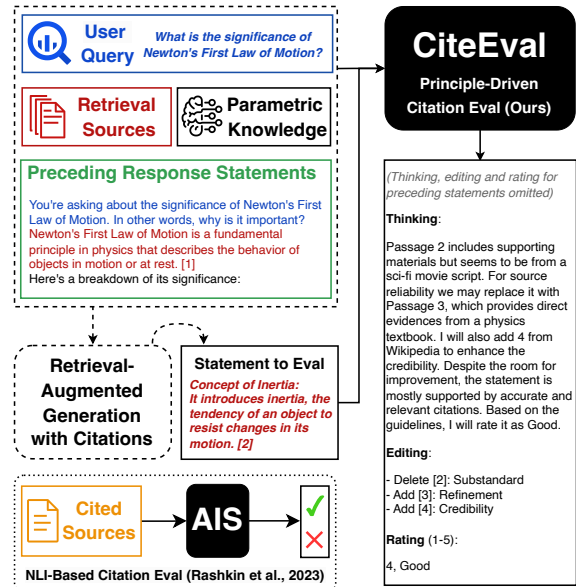 User
Query
What is the significance of
Newton's First Law of Motion?
Retrieval
Sources
Parametric
Knowledge
Preceding Response Statements
You're asking about the significance of Newton's First
Law of Motion. In other words, why is it important?
Newton's First Law of Motion is a fundamental
principle in physics that describes the behavior of
objects in motion or at rest. [1]
Here's a breakdown of its significance:
Retrieval-
Augmented
Generation
with Citations
Statement to Eval
Concept of Inertia:
It introduces inertia, the
tendency of an object to
resist changes in its
motion. [2]
Cited
Sources
AIS
NLI-Based Citation Eval (Rashkin et al., 2023)
CiteEval
Principle-Driven
Citation Eval (Ours)
(Thinking, editing and rating for
preceding statements omitted)
Thinking:
Passage 2 includes supporting
materials but seems to be from a
sci-fi movie script. For source
reliability we may replace it with
Passage 3, which provides direct
evidences from a physics
textbook. I will also add 4 from
Wikipedia to enhance the
credibility. Despite the room for
improvement, the statement is
mostly supported by accurate and
relevant citations. Based on the
guidelines, I will rate it as Good.
Editing:
- Delete [2]: Substandard
- Add [3]: Refinement
- Add [4]: Credibility
Rating (1-5):
4, Good